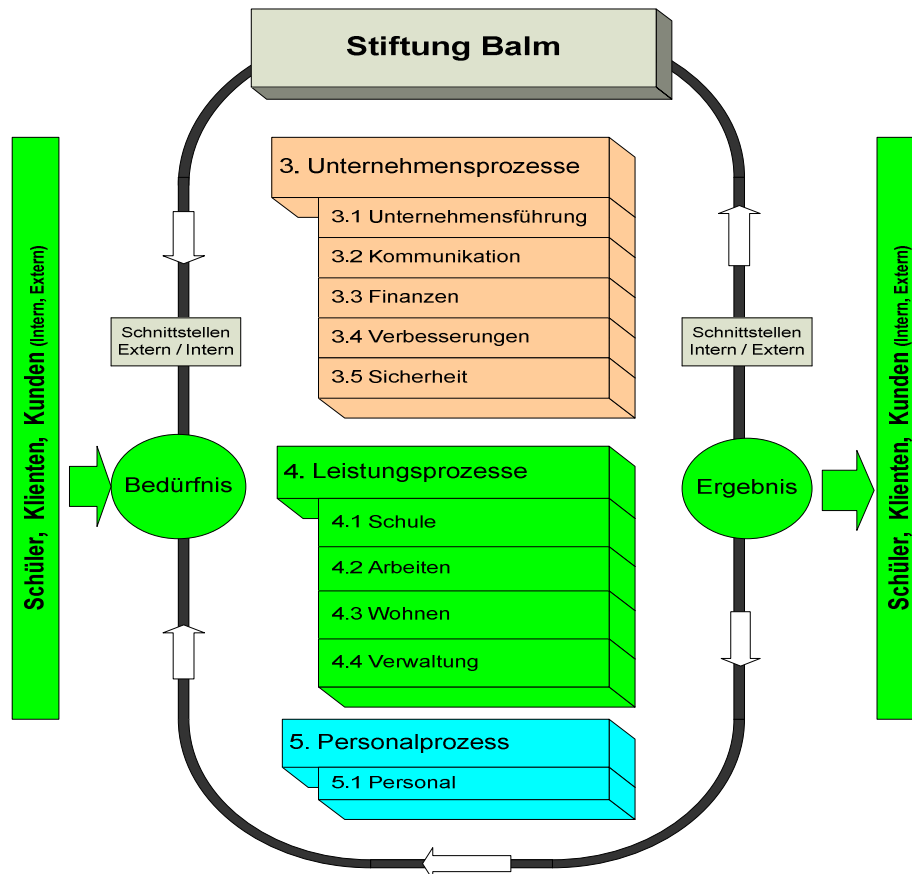 Stiftung Balm
3. Unternehmensprozesse
3.1 Unternehmensführung
3.2 Kommunikation
3.3 Finanzen
3.4 Verbesserungen
3.5 Sicherheit
Schnittstellen
Extern / Intern
Schnittstellen
Intern / Extern
Schüler, Klienten, Kunden (Intern, Extern)
Bedürfnis
4. Leistungsprozesse
4.1 Schule
4.2 Arbeiten
4.3 Wohnen
4.4 Verwaltung
Ergebnis
Schüler, Klienten, Kunden (Intern, Extern)
5. Personalprozess
5.1 Personal